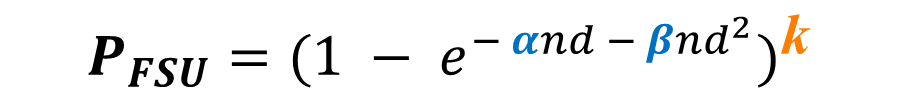 P_FSU = (1 − e^{− αnd − βnd²})^k